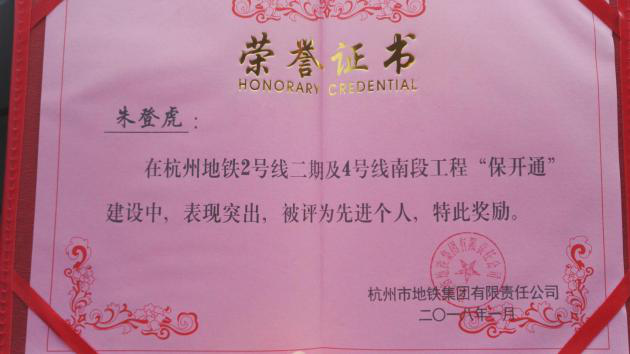 荣誉证书
HONORARY CREDENTIAL
朱登虎：
在杭州地铁2号线二期及4号线南段工程“保开通”
建设中，表现突出，被评为先进个人，特此奖励。
杭州市地铁集团有限责任公司
二〇一八年一月